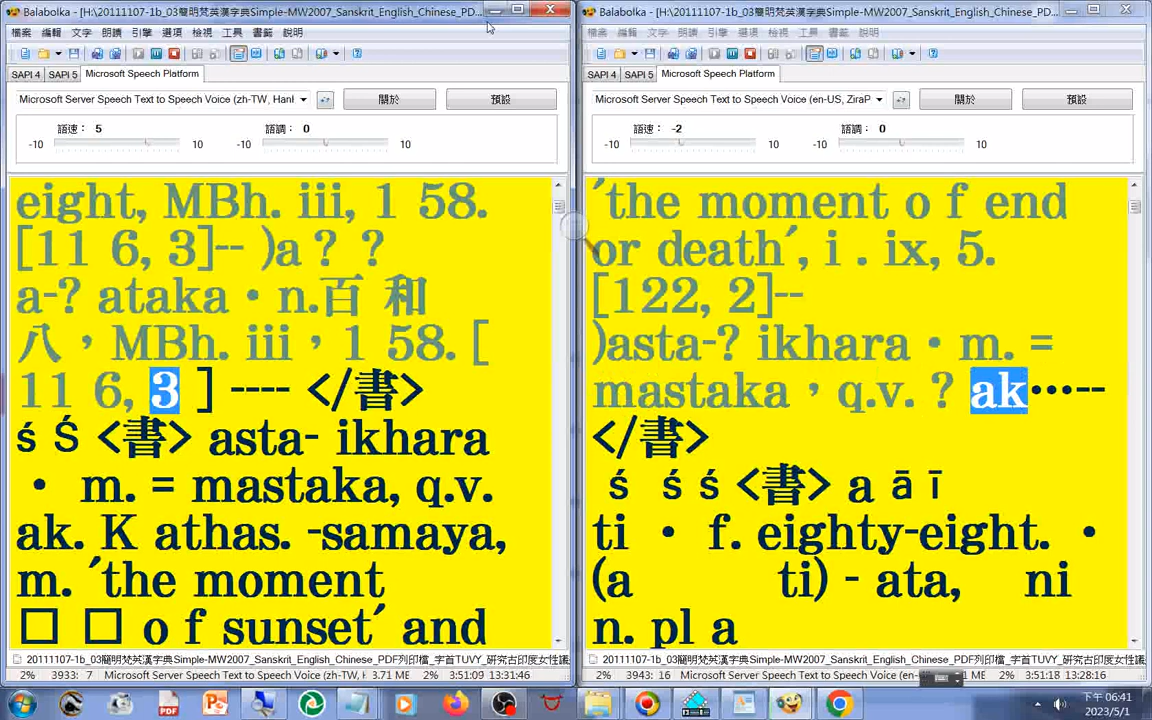 Balabolka - [H:\20111107-1b_03簡明梵英漢字典Simple-MW2007_Sanskrit_English_Chinese_PD...
檔案 編輯 文字 朗讀 引擎 選項 檢視 工具 書籤 說明
SAPI 4 SAPI 5 Microsoft Speech Platform
Microsoft Server Speech Text to Speech Voice (zh-TW, Hanl
關於 預設
語速： 5 語調： 0
-10 10 -10 10
eight, MBh. iii, 1 58.
[11 6, 3]-- )a ? ?
a-? ataka • n.百 和
八，MBh. iii，1 58. [
11 6, 3 ] ---- </書>
ś Ś <書> asta- ikhara
• m. = mastaka, q.v.
ak. K athas. -samaya,
m. ´the moment
□ □ o f sunset´ and
20111107-1b_03簡明梵英漢字典Simple-MW2007_Sanskrit_English_Chinese_PDF列印檔_字首TUVY_研究古印度女性議
2% 3933: 7 Microsoft Server Speech Text to Speech Voice (zh-TW, H 3.71 MB 2% 3:51:09 13:31:46
Balabolka - [H:\20111107-1b_03簡明梵英漢字典Simple-MW2007_Sanskrit_English_Chinese_PD...
檔案 編輯 文字 朗讀 引擎 選項 檢視 工具 書籤 說明
SAPI 4 SAPI 5 Microsoft Speech Platform
Microsoft Server Speech Text to Speech Voice (en-US, ZiraP
關於 預設
語速： -2 語調： 0
-10 10 -10 10
´the moment o f end
or death´, i . ix, 5.
[122, 2]--
)asta-? ikhara • m. =
mastaka，q.v. ? ak•••--
</書>
ś ś ś <書> a ā ī
ti • f. eighty-eight. •
(a ti) - ata, ni
n. pl a
20111107-1b_03簡明梵英漢字典Simple-MW2007_Sanskrit_English_Chinese_PDF列印檔_字首TUVY_研究古印度女性議
2% 3943: 16 Microsoft Server Speech Text to Speech Voice (en-US, Z 2% 3:51:18 13:28:16
下午 06:41
2023/5/1